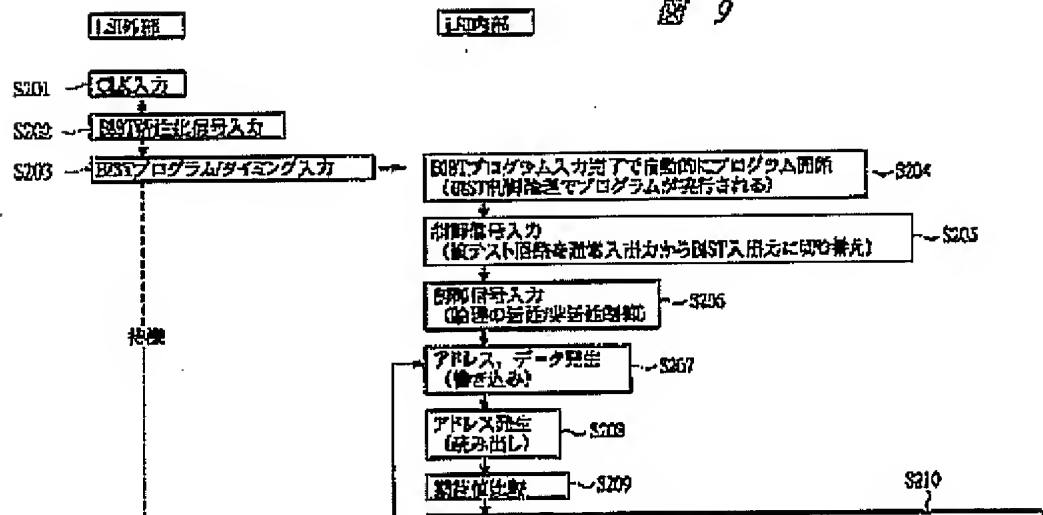 図 9
LSI外部
LSI内部
S201
CLK入力
S202
BIST活性化信号入力
S203
BISTプログラム/タイミング入力
BISTプログラム入力完了で自動的にプログラム開始
(BIST制御論理でプログラムが実行される)
S204
制御信号入力
(被テスト回路を通常入出力からBIST入出力に切り替え)
S205
制御信号入力
(論理の活性/非活性制御)
S206
待機
アドレス、データ発生
(書き込み)
S207
アドレス発生
(読み出し)
S208
期待値比較
S209
S210